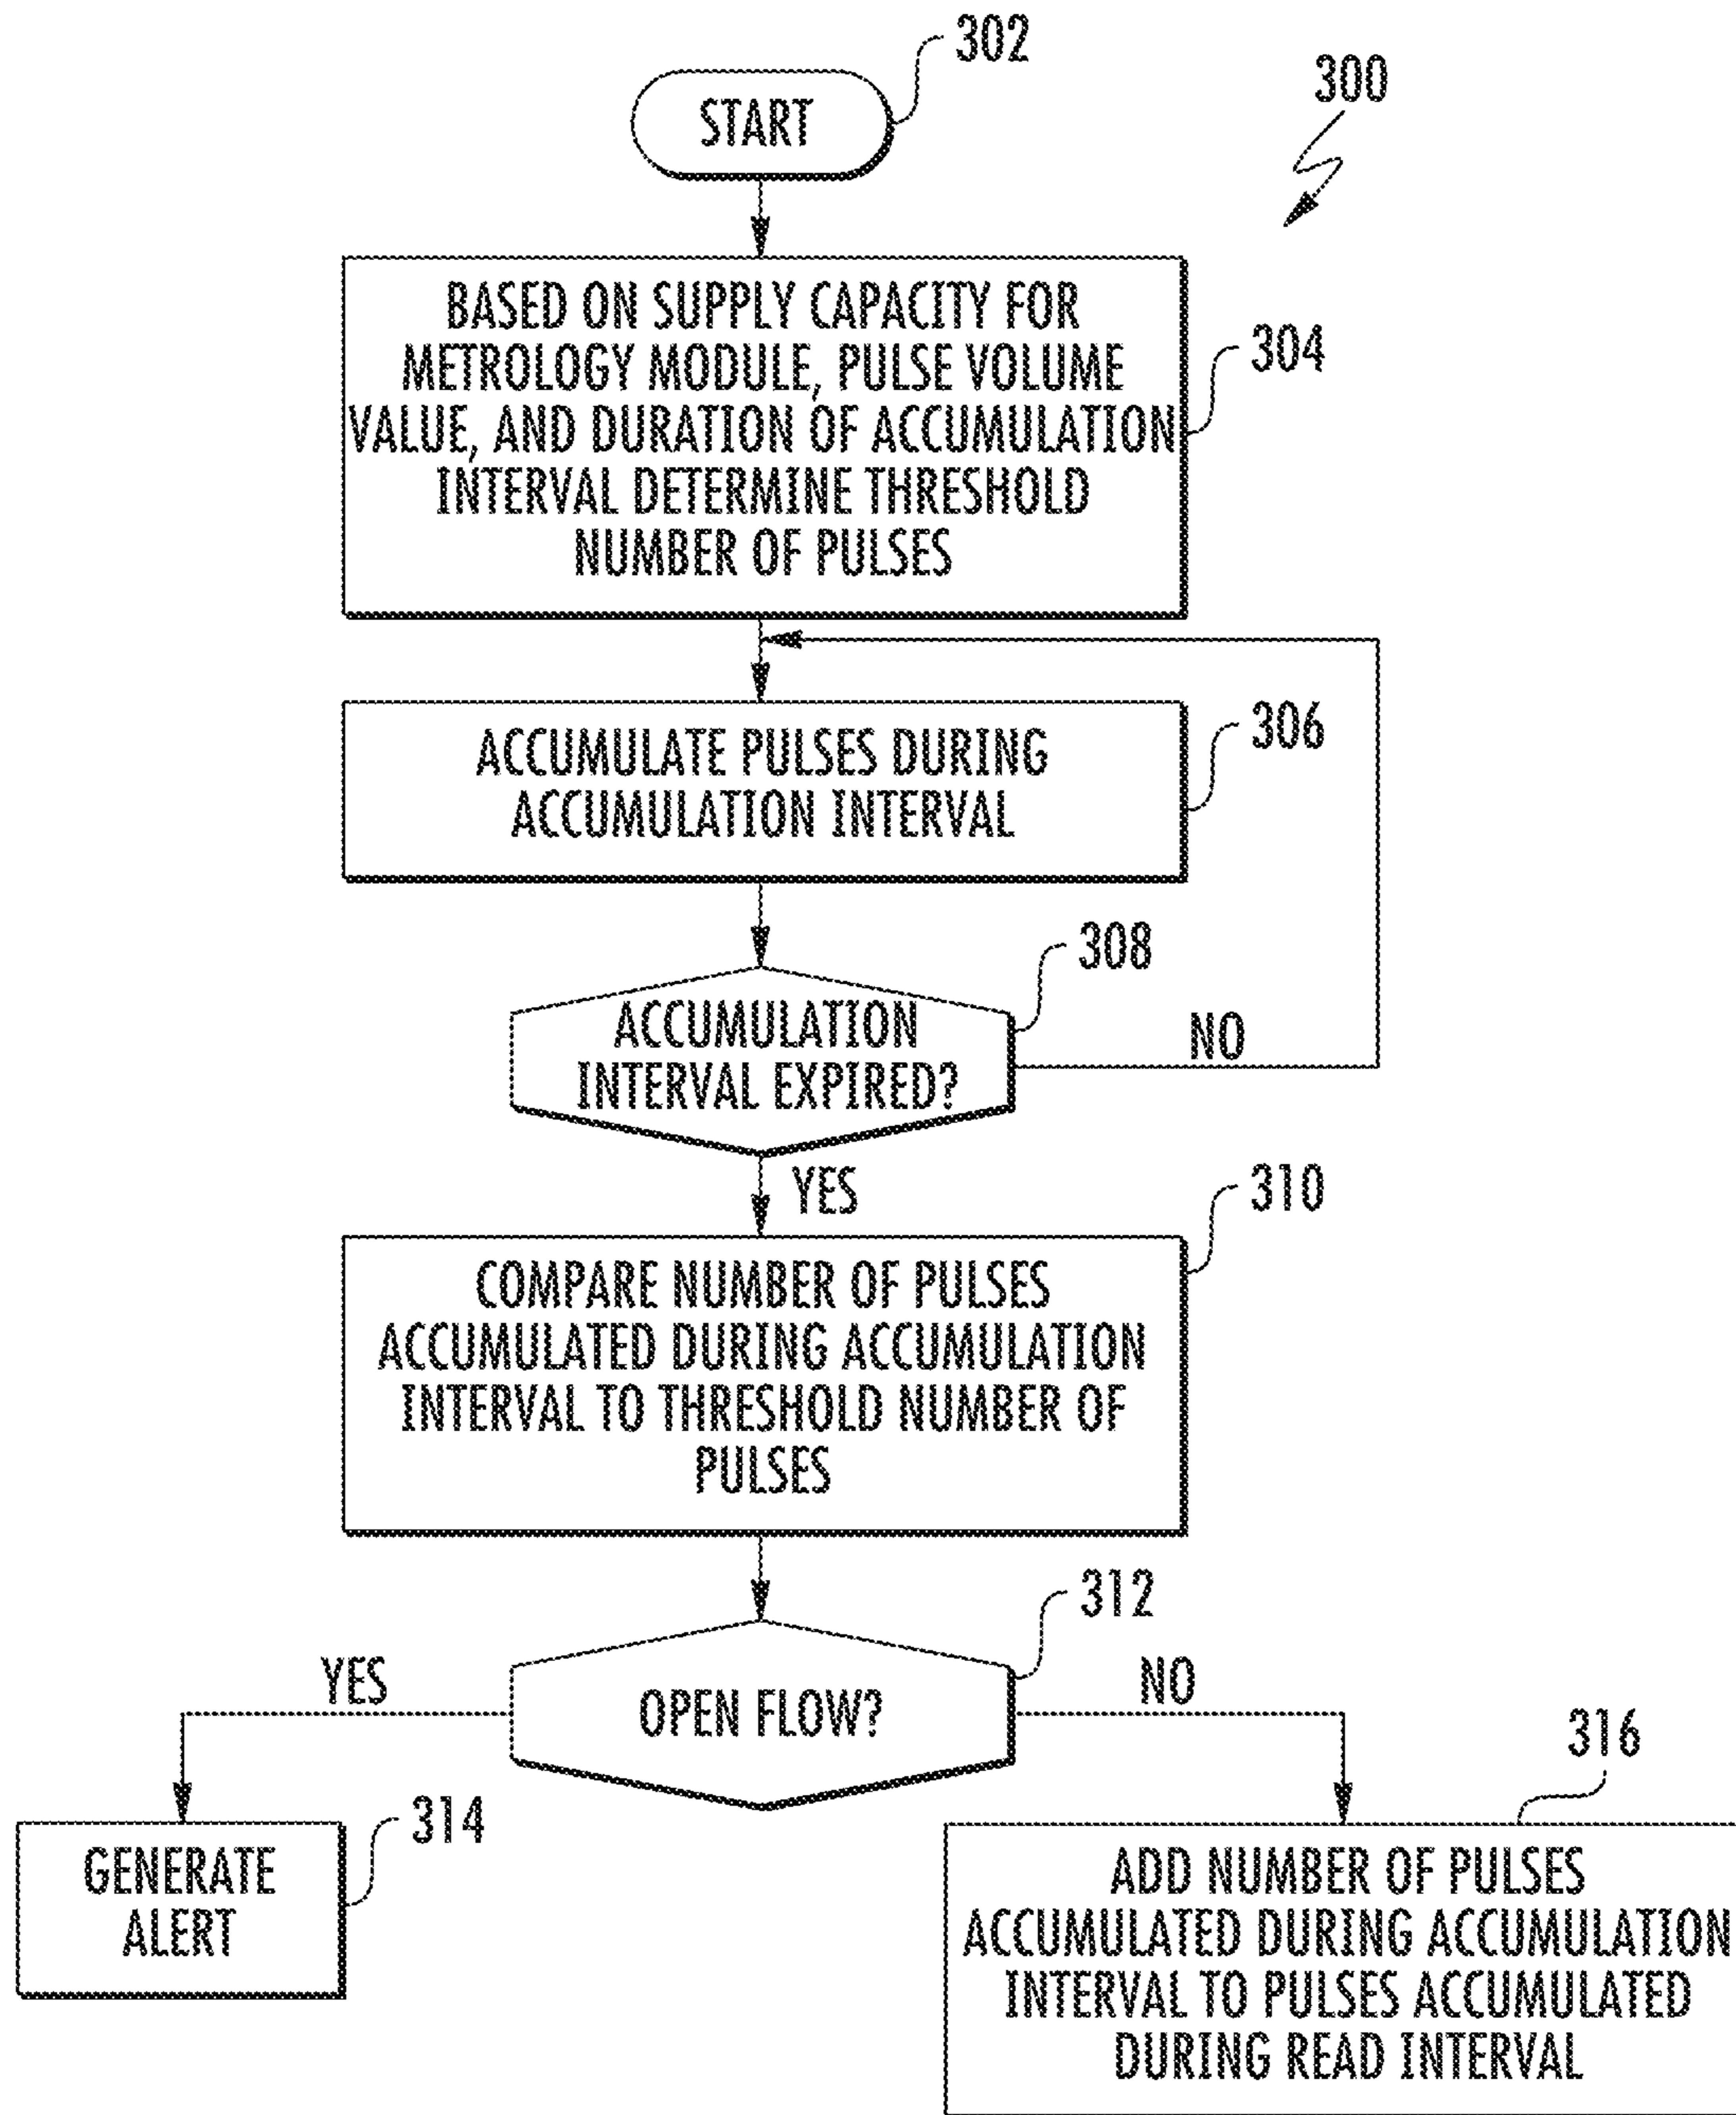 302
START
300
BASED ON SUPPLY CAPACITY FOR
METROLOGY MODULE, PULSE VOLUME
VALUE, AND DURATION OF ACCUMULATION
INTERVAL DETERMINE THRESHOLD
NUMBER OF PULSES
304
ACCUMULATE PULSES DURING
ACCUMULATION INTERVAL
306
308
ACCUMULATION
INTERVAL EXPIRED?
NO
YES
310
COMPARE NUMBER OF PULSES
ACCUMULATED DURING ACCUMULATION
INTERVAL TO THRESHOLD NUMBER OF
PULSES
312
YES
OPEN FLOW?
NO
314
GENERATE
ALERT
316
ADD NUMBER OF PULSES
ACCUMULATED DURING ACCUMULATION
INTERVAL TO PULSES ACCUMULATED
DURING READ INTERVAL